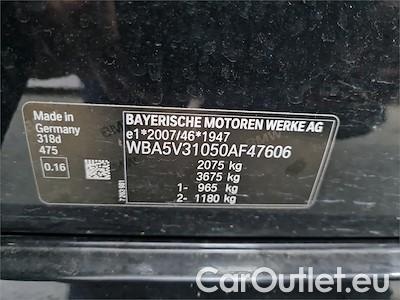 Made in
Germany
318d
475
0.16
BAYERISCHE MOTOREN WERKE AG
e1*2007/46*1947
WBA5V31050AF47606
2075 kg
3675 kg
1- 965 kg
2- 1180 kg
CarOutlet.eu